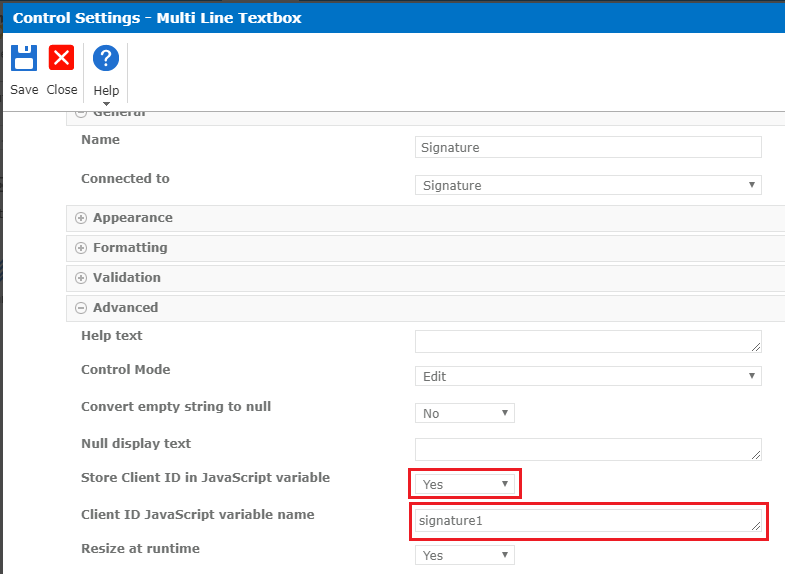 Control Settings - Multi Line Textbox
Save Close Help
General
Name Signature
Connected to Signature
Appearance
Formatting
Validation
Advanced
Help text
Control Mode Edit
Convert empty string to null No
Null display text
Store Client ID in JavaScript variable Yes
Client ID JavaScript variable name signature1
Resize at runtime Yes